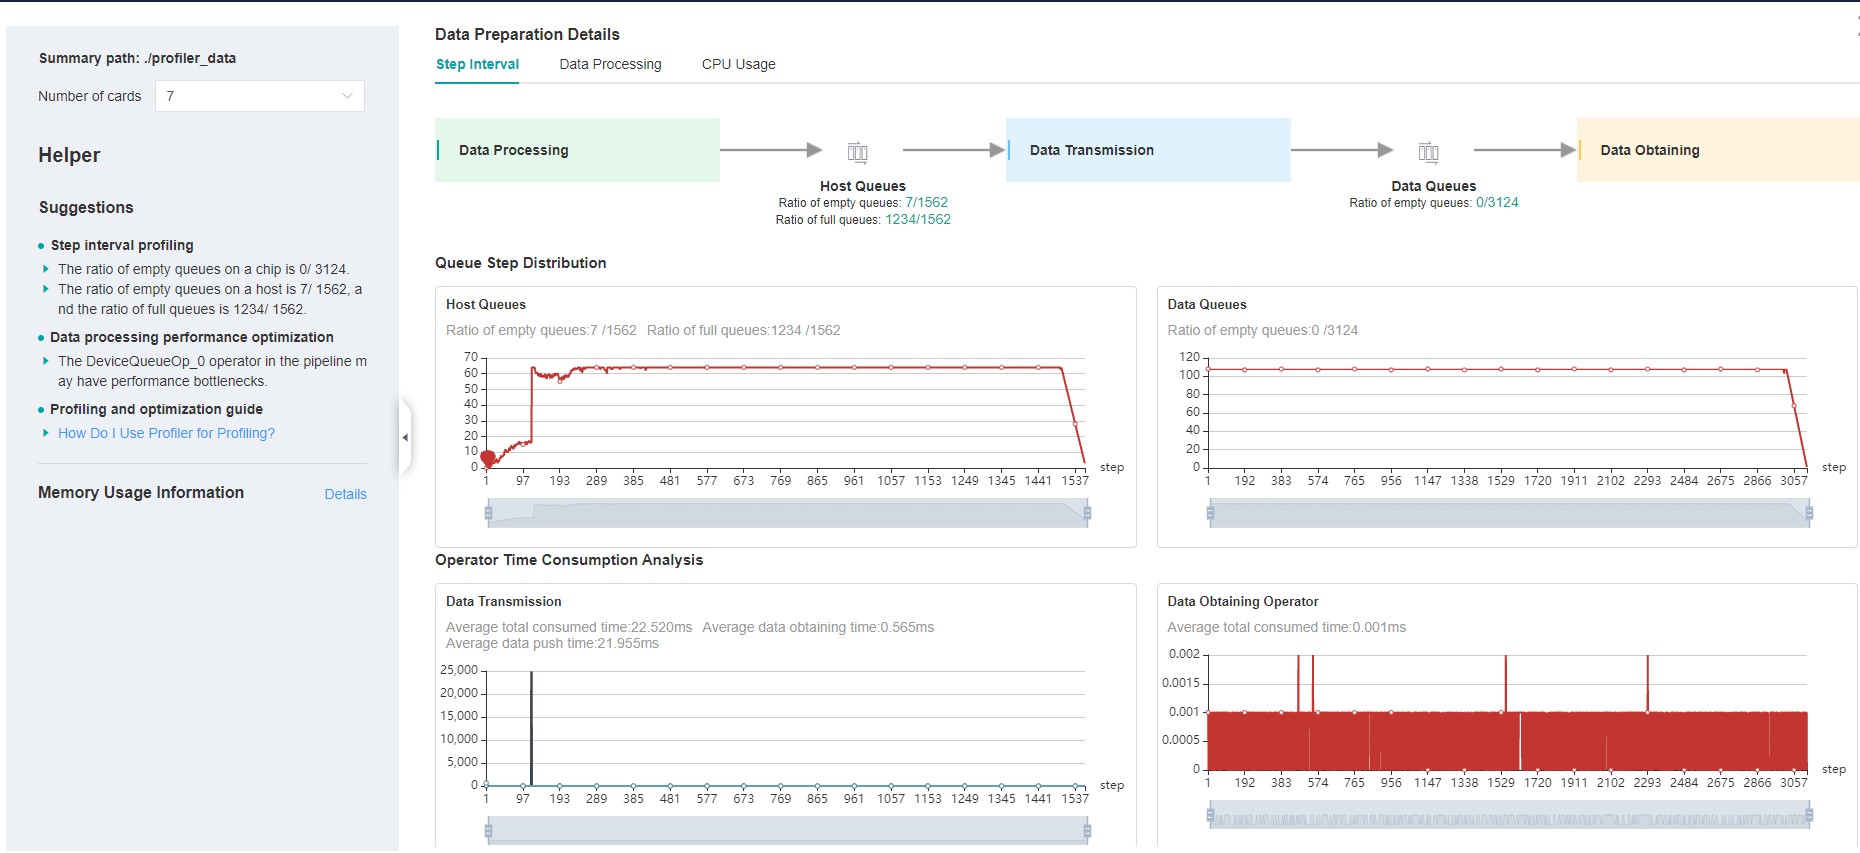 Summary path: ./profiler_data
Number of cards 7
Helper
Suggestions
Step interval profiling
The ratio of empty queues on a chip is 0/ 3124.
The ratio of empty queues on a host is 7/ 1562, a
nd the ratio of full queues is 1234/ 1562.
Data processing performance optimization
The DeviceQueueOp_0 operator in the pipeline m
ay have performance bottlenecks.
Profiling and optimization guide
How Do I Use Profiler for Profiling?
Memory Usage Information Details
Data Preparation Details
Step Interval Data Processing CPU Usage
Data Processing
Host Queues
Ratio of empty queues: 7/1562
Ratio of full queues: 1234/1562
Data Transmission
Data Queues
Ratio of empty queues: 0/3124
Data Obtaining
Queue Step Distribution
Host Queues
Ratio of empty queues:7 /1562 Ratio of full queues:1234 /1562
70
60
50
40
30
20
10
0
step
1 97 193 289 385 481 577 673 769 865 961 1057 1153 1249 1345 1441 1537
Data Queues
Ratio of empty queues:0 /3124
120
100
80
60
40
20
0
step
1 192 383 574 765 956 1147 1338 1529 1720 1911 2102 2293 2484 2675 2866 3057
Operator Time Consumption Analysis
Data Transmission
Average total consumed time:22.520ms Average data obtaining time:0.565ms
Average data push time:21.955ms
25,000
20,000
15,000
10,000
5,000
0
step
1 97 193 289 385 481 577 673 769 865 961 1057 1153 1249 1345 1441 1537
Data Obtaining Operator
Average total consumed time:0.001ms
0.002
0.0015
0.001
0.0005
0
step
1 192 383 574 765 956 1147 1338 1529 1720 1911 2102 2293 2484 2675 2866 3057